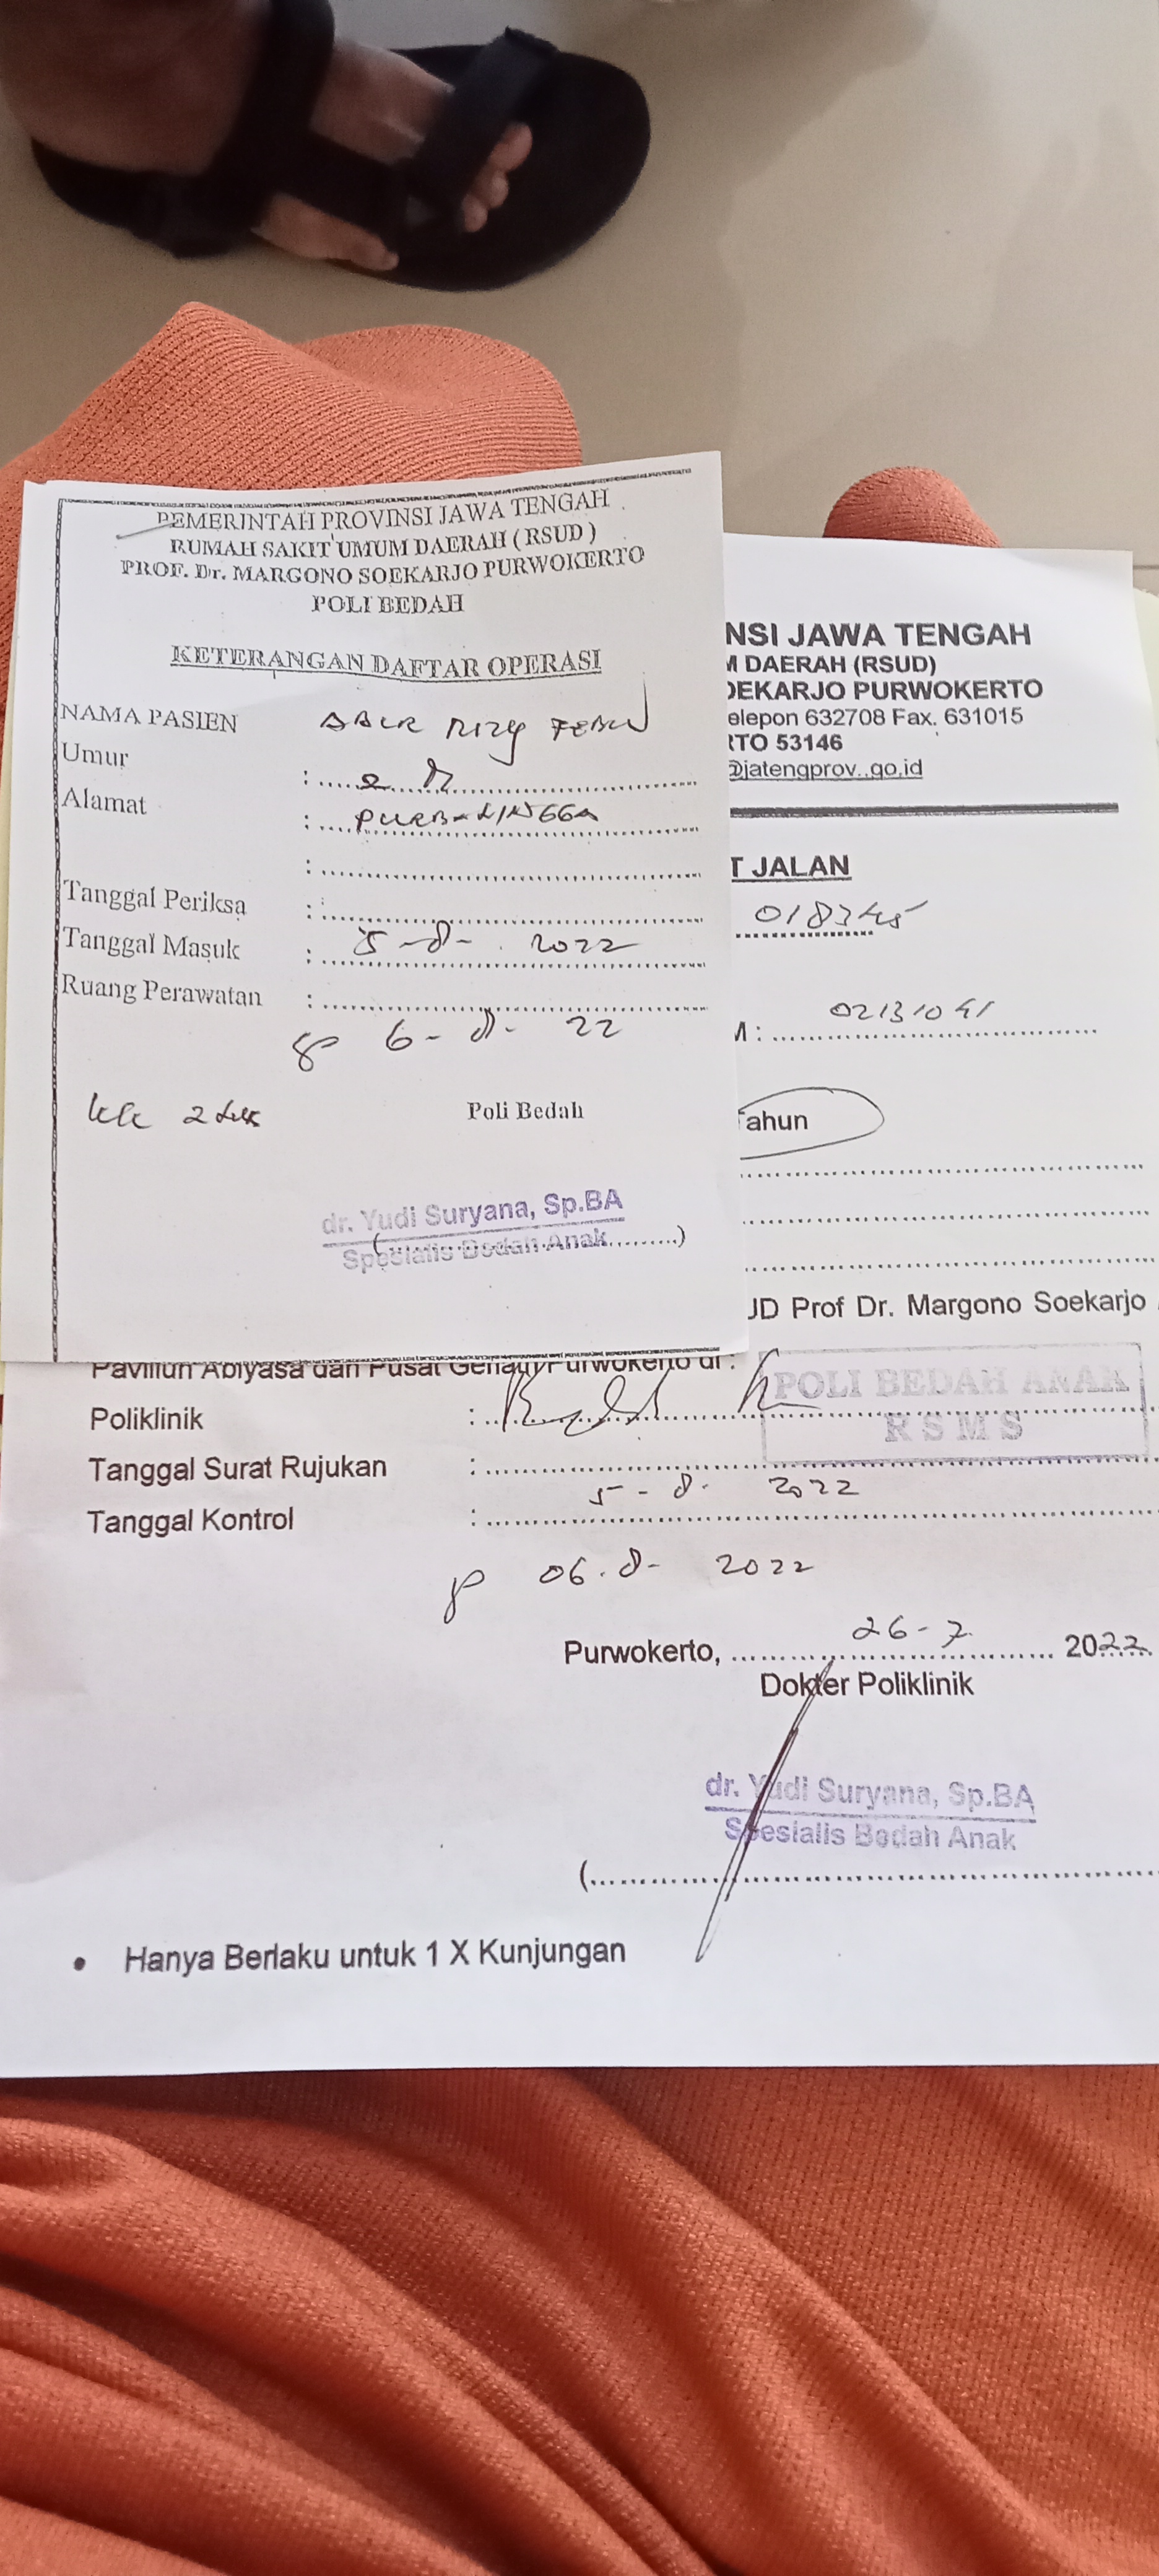 PEMERINTAH PROVINSI JAWA TENGAH
RUMAH SAKIT UMUM DAERAH ( RSUD )
PROF. Dr. MARGONO SOEKARJO PURWOKERTO
POLI BEDAH
KETERANGAN DAFTAR OPERASI
NAMA PASIEN
Umur :
Alamat : PURBALINGGA
:
Tanggal Periksa :
Tanggal Masuk : 5-8-2022
Ruang Perawatan :
6-8-22
Poli Bedah
dr. Yudi Suryana, Sp.BA
Spesialis Bedah Anak
(....................)
NSI JAWA TENGAH
M DAERAH (RSUD)
OEKARJO PURWOKERTO
elepon 632708 Fax. 631015
RTO 53146
@jatengprov..go.id
T JALAN
M :
Tahun
UD Prof Dr. Margono Soekarjo
Paviliun Abiyasa dan Pusat Geriatri Purwokerto di :
Poliklinik :
POLI BEDAH ANAK
RSMS
Tanggal Surat Rujukan :
Tanggal Kontrol : 5-8-2022
06-8-2022
Purwokerto, 26-7 2022
Dokter Poliklinik
dr. Yudi Suryana, Sp.BA
Spesialis Bedah Anak
(....................
• Hanya Berlaku untuk 1 X Kunjungan